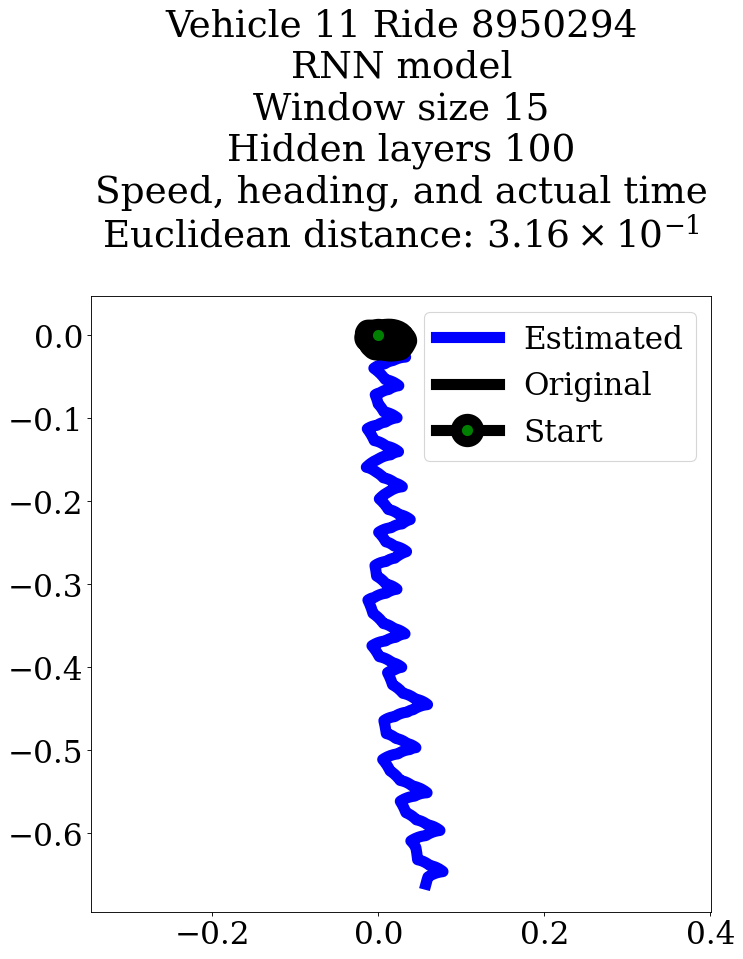 Vehicle 11 Ride 8950294
RNN model
Window size 15
Hidden layers 100
Speed, heading, and actual time
Euclidean distance: 3.16 × 10⁻¹
Estimated
Original
Start
0.0
−0.1
−0.2
−0.3
−0.4
−0.5
−0.6
−0.2 0.0 0.2 0.4